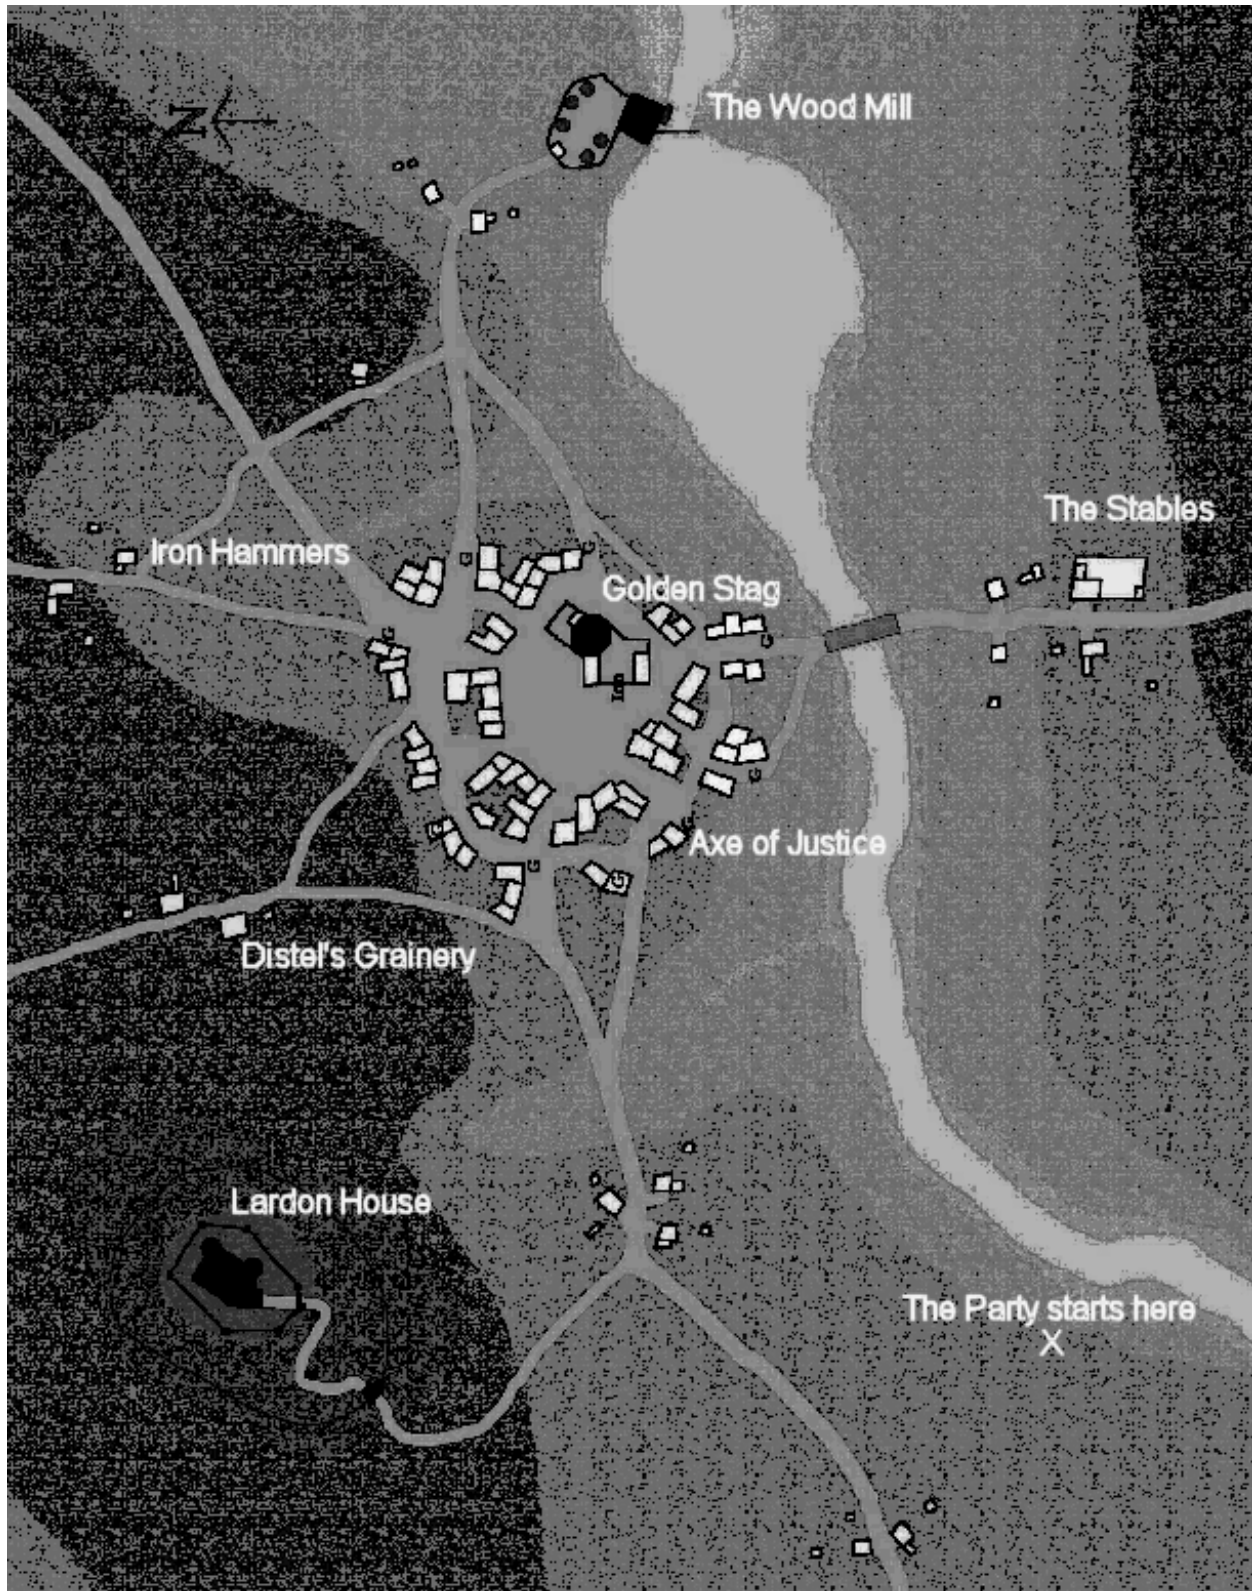 The Wood Mill
N
The Stables
Iron Hammers
G
G
Golden Stag
G
G
Inn
G
Axe of Justice
G
G
G
Distel's Grainery
Lardon House
The Party starts here
X